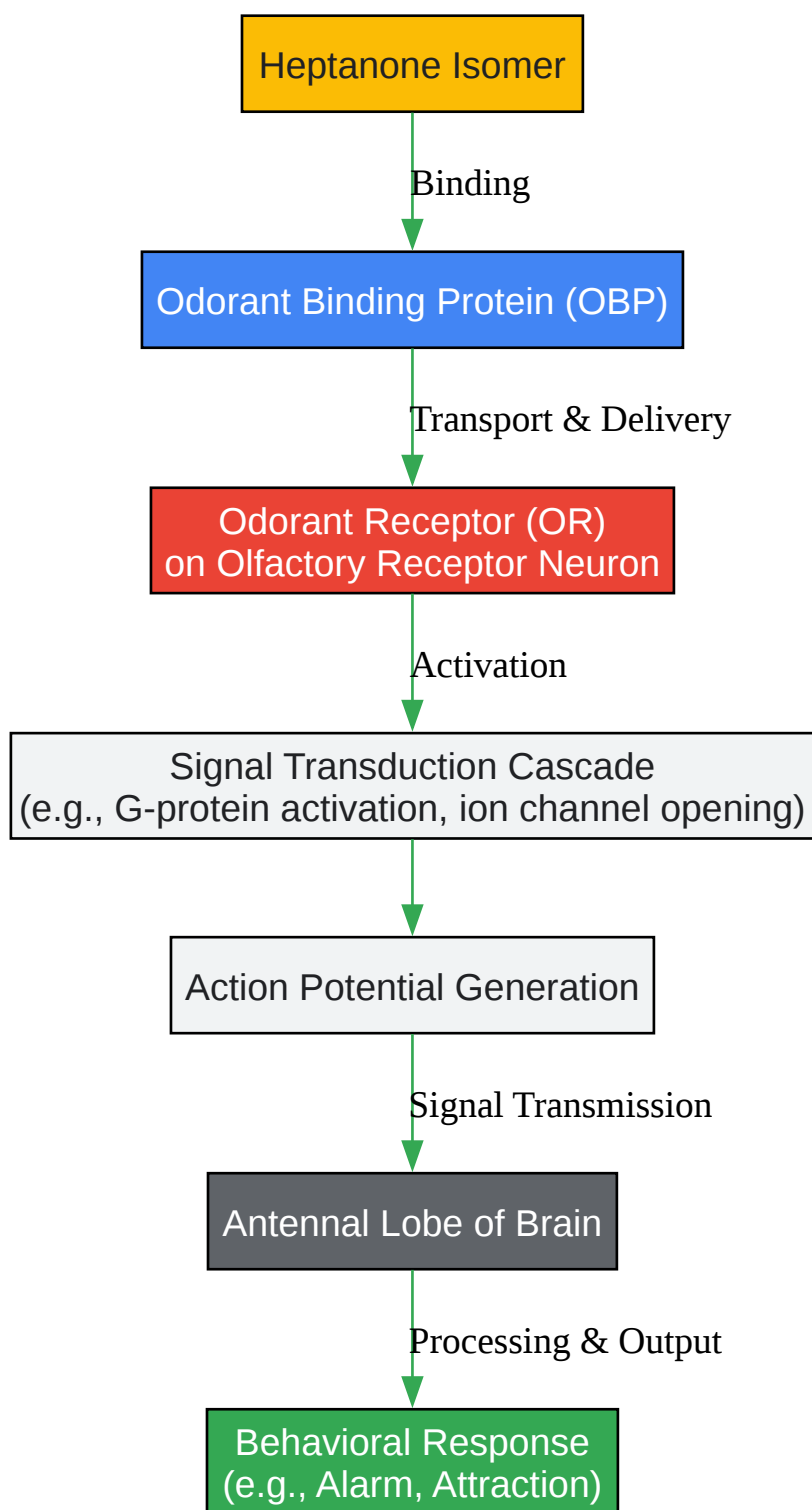 Heptanone Isomer
Binding
Odorant Binding Protein (OBP)
Transport & Delivery
Odorant Receptor (OR)
on Olfactory Receptor Neuron
Activation
Signal Transduction Cascade
(e.g., G-protein activation, ion channel opening)
Action Potential Generation
Signal Transmission
Antennal Lobe of Brain
Processing & Output
Behavioral Response
(e.g., Alarm, Attraction)